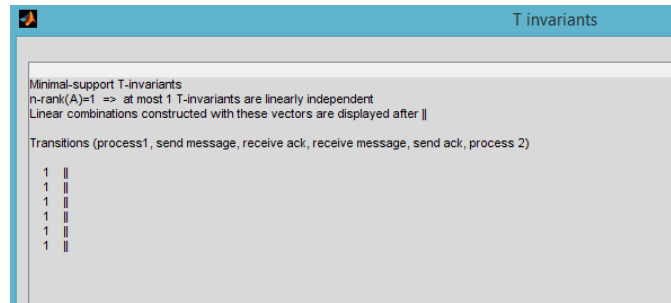 T invariants
Minimal-support T-invariants
n-rank(A)=1 => at most 1 T-invariants are linearly independent
Linear combinations constructed with these vectors are displayed after ||
Transitions (process1, send message, receive ack, receive message, send ack, process 2)
1 ||
1 ||
1 ||
1 ||
1 ||
1 ||